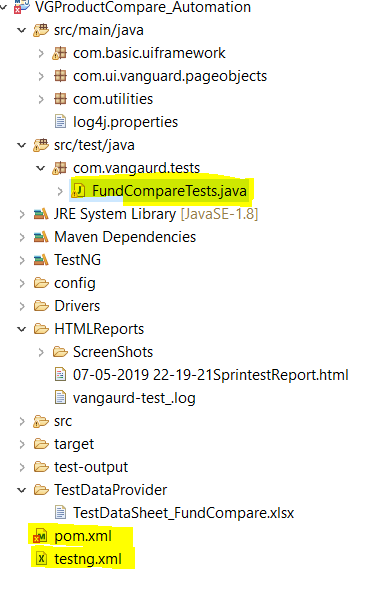 VGProductCompare_Automation
src/main/java
com.basic.uiframework
com.ui.vanguard.pageobjects
com.utilities
log4j.properties
src/test/java
com.vangaurd.tests
FundCompareTests.java
JRE System Library [JavaSE-1.8]
Maven Dependencies
TestNG
config
Drivers
HTMLReports
ScreenShots
07-05-2019 22-19-21SprintestReport.html
vangaurd-test_.log
src
target
test-output
TestDataProvider
TestDataSheet_FundCompare.xlsx
pom.xml
testng.xml